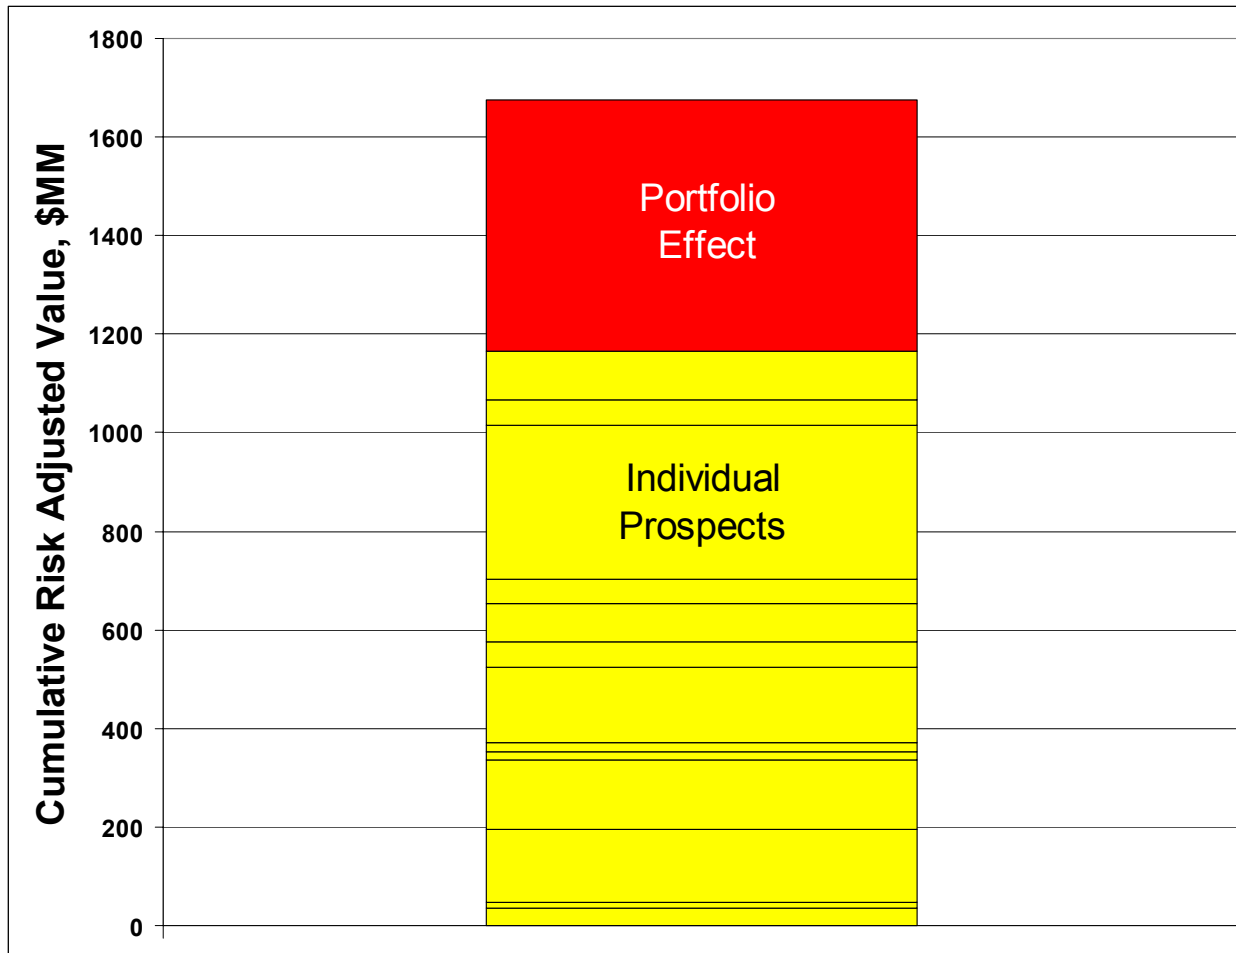 Cumulative Risk Adjusted Value, $MM
1800
1600
1400
1200
1000
800
600
400
200
0
Portfolio
Effect
Individual
Prospects